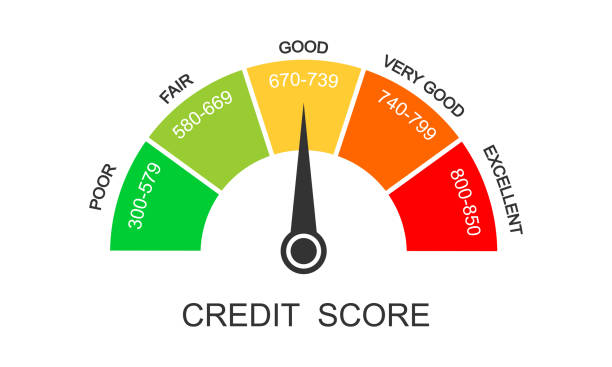 POOR
300-579
FAIR
580-669
GOOD
670-739
VERY GOOD
740-799
EXCELLENT
800-850
CREDIT SCORE